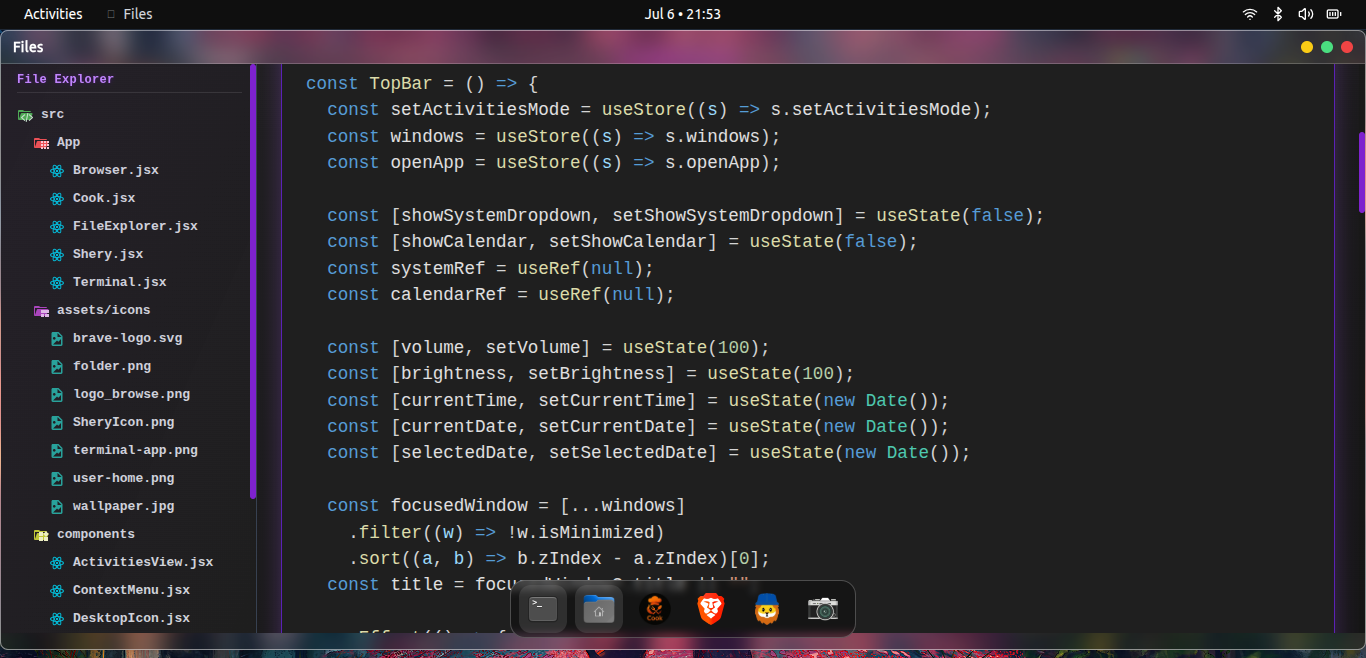 Activities Files Jul 6 • 21:53
Files
File Explorer
src
App
Browser.jsx
Cook.jsx
FileExplorer.jsx
Shery.jsx
Terminal.jsx
assets/icons
brave-logo.svg
folder.png
logo_browse.png
SheryIcon.png
terminal-app.png
user-home.png
wallpaper.jpg
components
ActivitiesView.jsx
ContextMenu.jsx
DesktopIcon.jsx
const TopBar = () => {
const setActivitiesMode = useStore((s) => s.setActivitiesMode);
const windows = useStore((s) => s.windows);
const openApp = useStore((s) => s.openApp);
const [showSystemDropdown, setShowSystemDropdown] = useState(false);
const [showCalendar, setShowCalendar] = useState(false);
const systemRef = useRef(null);
const calendarRef = useRef(null);
const [volume, setVolume] = useState(100);
const [brightness, setBrightness] = useState(100);
const [currentTime, setCurrentTime] = useState(new Date());
const [currentDate, setCurrentDate] = useState(new Date());
const [selectedDate, setSelectedDate] = useState(new Date());
const focusedWindow = [...windows]
.filter((w) => !w.isMinimized)
.sort((a, b) => b.zIndex - a.zIndex)[0];
const title =
>_
Cook